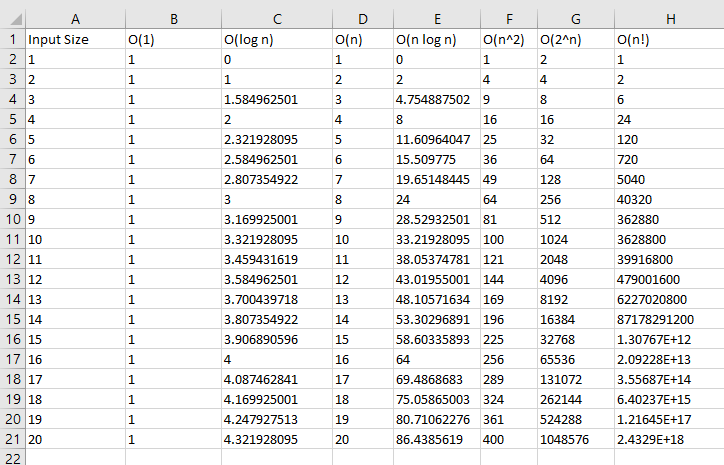 A B C D E F G H
1 Input Size O(1) O(log n) O(n) O(n log n) O(n^2) O(2^n) O(n!)
2 1 1 0 1 0 1 2 1
3 2 1 1 2 2 4 4 2
4 3 1 1.584962501 3 4.754887502 9 8 6
5 4 1 2 4 8 16 16 24
6 5 1 2.321928095 5 11.60964047 25 32 120
7 6 1 2.584962501 6 15.509775 36 64 720
8 7 1 2.807354922 7 19.65148445 49 128 5040
9 8 1 3 8 24 64 256 40320
10 9 1 3.169925001 9 28.52932501 81 512 362880
11 10 1 3.321928095 10 33.21928095 100 1024 3628800
12 11 1 3.459431619 11 38.05374781 121 2048 39916800
13 12 1 3.584962501 12 43.01955001 144 4096 479001600
14 13 1 3.700439718 13 48.10571634 169 8192 6227020800
15 14 1 3.807354922 14 53.30296891 196 16384 87178291200
16 15 1 3.906890596 15 58.60335893 225 32768 1.30767E+12
17 16 1 4 16 64 256 65536 2.09228E+13
18 17 1 4.087462841 17 69.4868683 289 131072 3.55687E+14
19 18 1 4.169925001 18 75.05865003 324 262144 6.40237E+15
20 19 1 4.247927513 19 80.71062276 361 524288 1.21645E+17
21 20 1 4.321928095 20 86.4385619 400 1048576 2.4329E+18
22